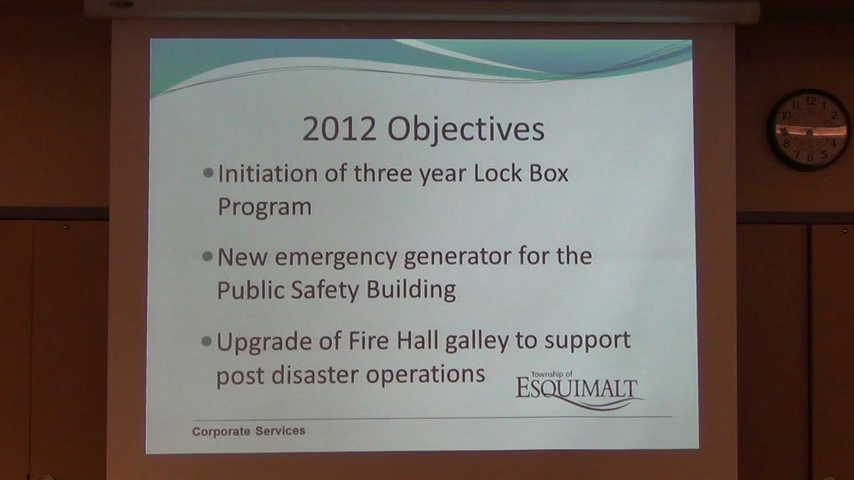 2012 Objectives
•Initiation of three year Lock Box
Program
•New emergency generator for the
Public Safety Building
•Upgrade of Fire Hall galley to support
post disaster operations
Township of
ESQUIMALT
Corporate Services